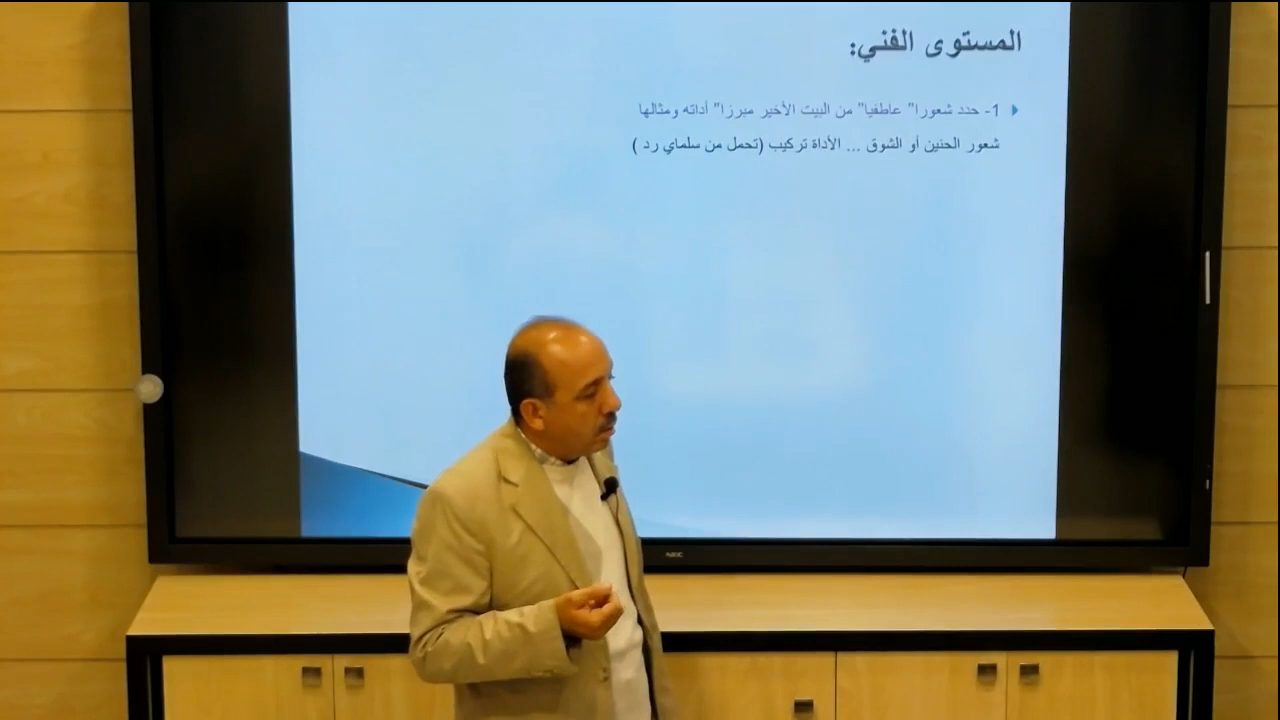 المستوى الفني:
1- حدد شعورا" عاطفيا" من البيت الأخير مبرزا" أداته ومثالها
شعور الحنين أو الشوق ... الأداة تركيب (تحمل من سلماي رد )
NEC